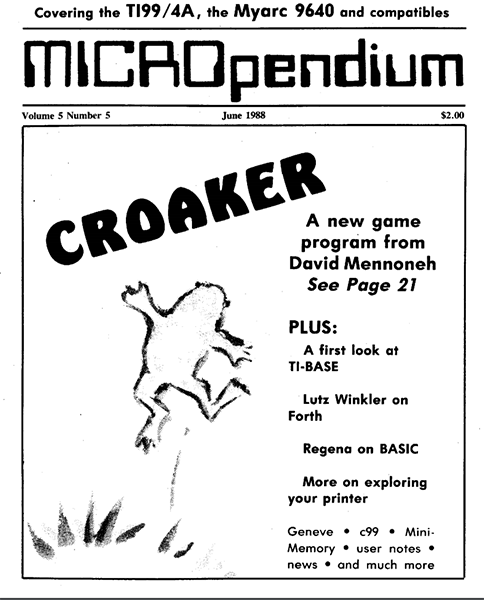 Covering the TI99/4A, the Myarc 9640 and compatibles
MICROpendium
Volume 5 Number 5 June 1988 $2.00
CROAKER
A new game
program from
David Mennoneh
See Page 21
PLUS:
A first look at
TI-BASE
Lutz Winkler on
Forth
Regena on BASIC
More on exploring
your printer
Geneve • c99 • Mini-
Memory • user notes •
news • and much more